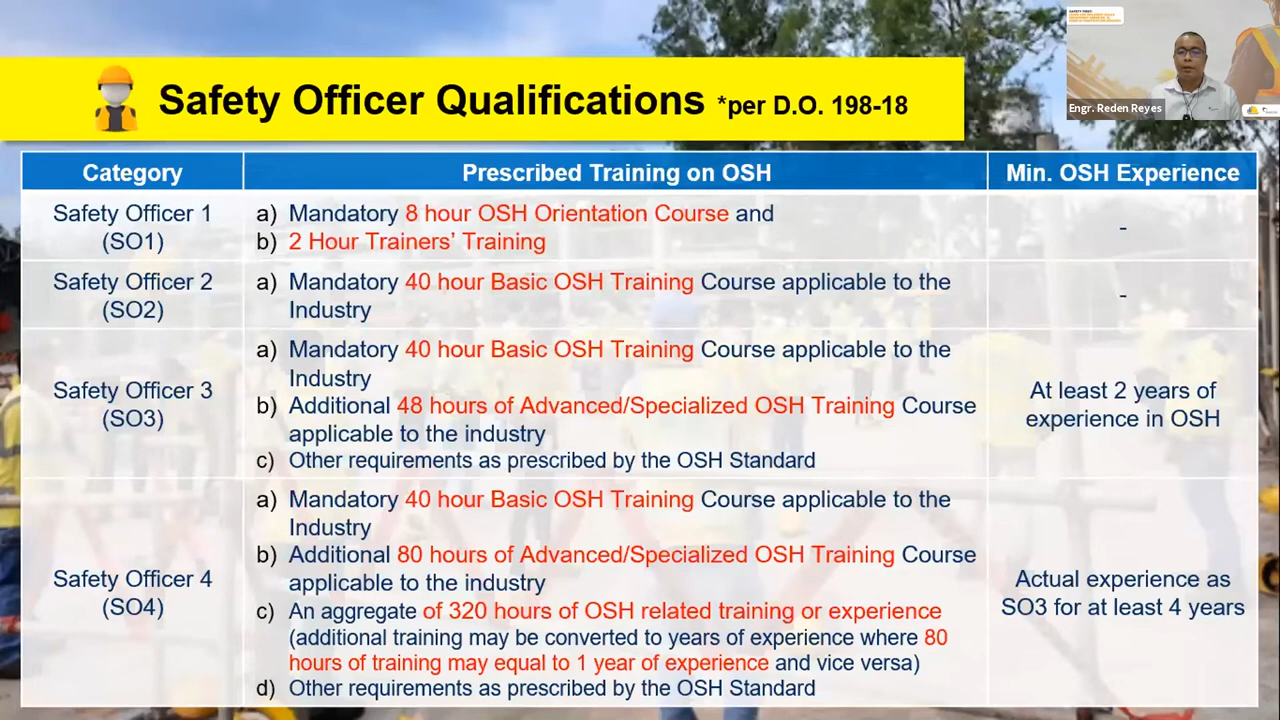 Safety Officer Qualifications *per D.O. 198-18
Engr. Reden Reyes
Category
Prescribed Training on OSH
Min. OSH Experience
Safety Officer 1
(SO1)
a) Mandatory 8 hour OSH Orientation Course and
b) 2 Hour Trainers' Training
-
Safety Officer 2
(SO2)
a) Mandatory 40 hour Basic OSH Training Course applicable to the
Industry
-
Safety Officer 3
(SO3)
a) Mandatory 40 hour Basic OSH Training Course applicable to the
Industry
b) Additional 48 hours of Advanced/Specialized OSH Training Course
applicable to the industry
c) Other requirements as prescribed by the OSH Standard
At least 2 years of
experience in OSH
Safety Officer 4
(SO4)
a) Mandatory 40 hour Basic OSH Training Course applicable to the
Industry
b) Additional 80 hours of Advanced/Specialized OSH Training Course
applicable to the industry
c) An aggregate of 320 hours of OSH related training or experience
(additional training may be converted to years of experience where 80
hours of training may equal to 1 year of experience and vice versa)
d) Other requirements as prescribed by the OSH Standard
Actual experience as
SO3 for at least 4 years